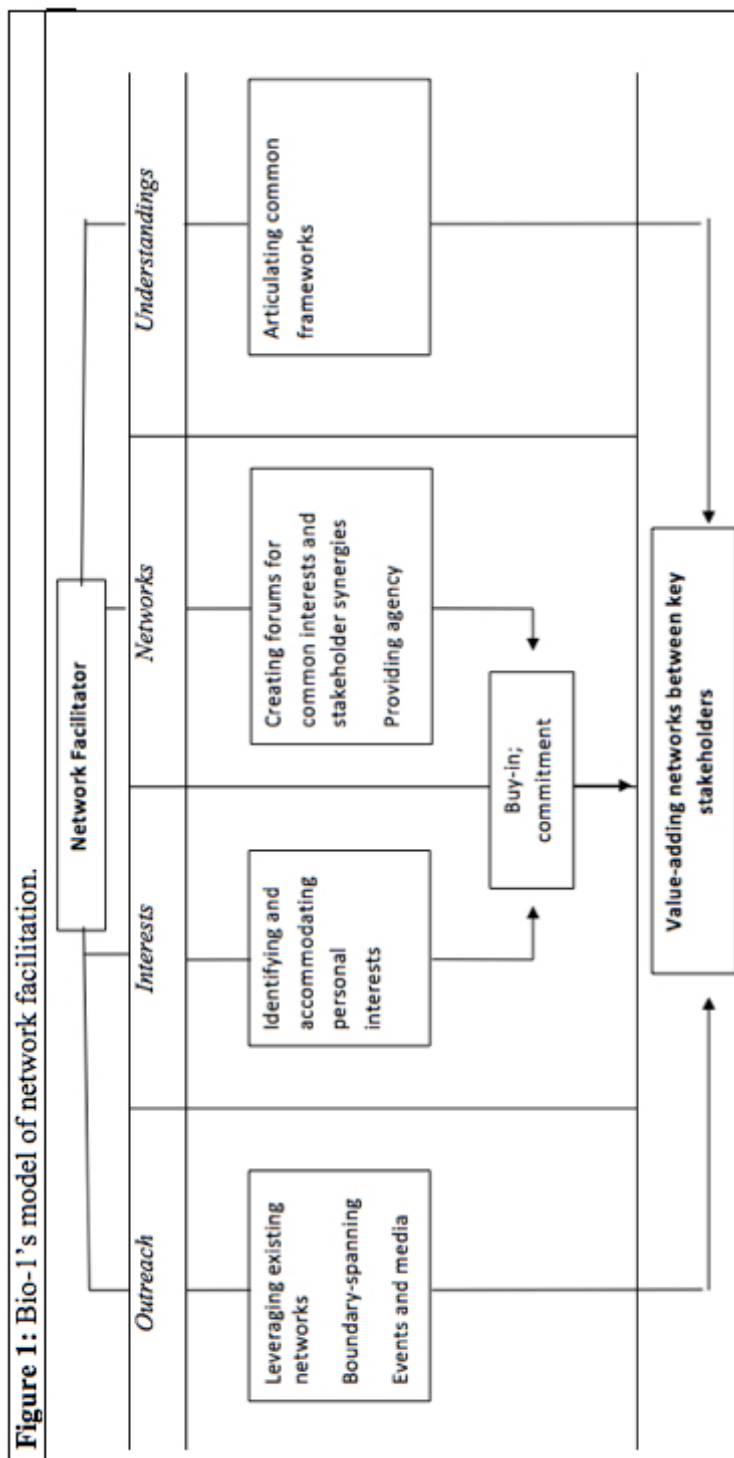 Figure 1: Bio-1's model of network facilitation.
Network Facilitator
Outreach
Interests
Networks
Understandings
Leveraging existing
networks
Boundary-spanning
Events and media
Identifying and
accommodating
personal
interests
Creating forums for
common interests and
stakeholder synergies
Providing agency
Articulating common
frameworks
Buy-in;
commitment
Value-adding networks between key
stakeholders